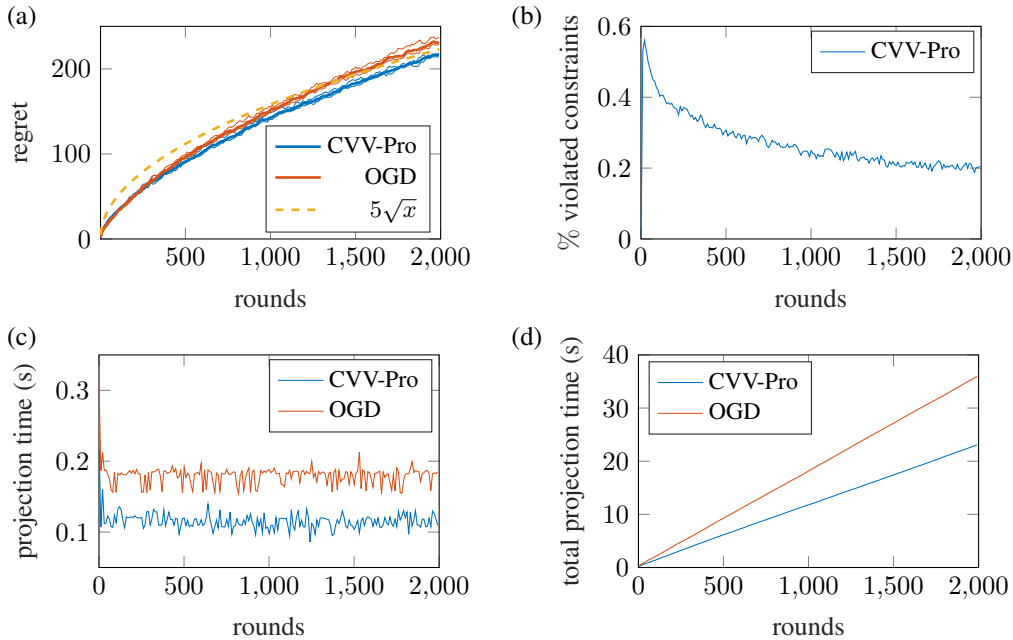 (a)
200
100
0
regret
500
1,000
1,500
2,000
rounds
CVV-Pro
OGD
5√x
(b)
0.6
0.4
0.2
0
% violated constraints
0
500
1,000
1,500
2,000
rounds
CVV-Pro
(c)
0.3
0.2
0.1
projection time (s)
0
500
1,000
1,500
2,000
rounds
CVV-Pro
OGD
(d)
40
30
20
10
0
total projection time (s)
0
500
1,000
1,500
2,000
rounds
CVV-Pro
OGD